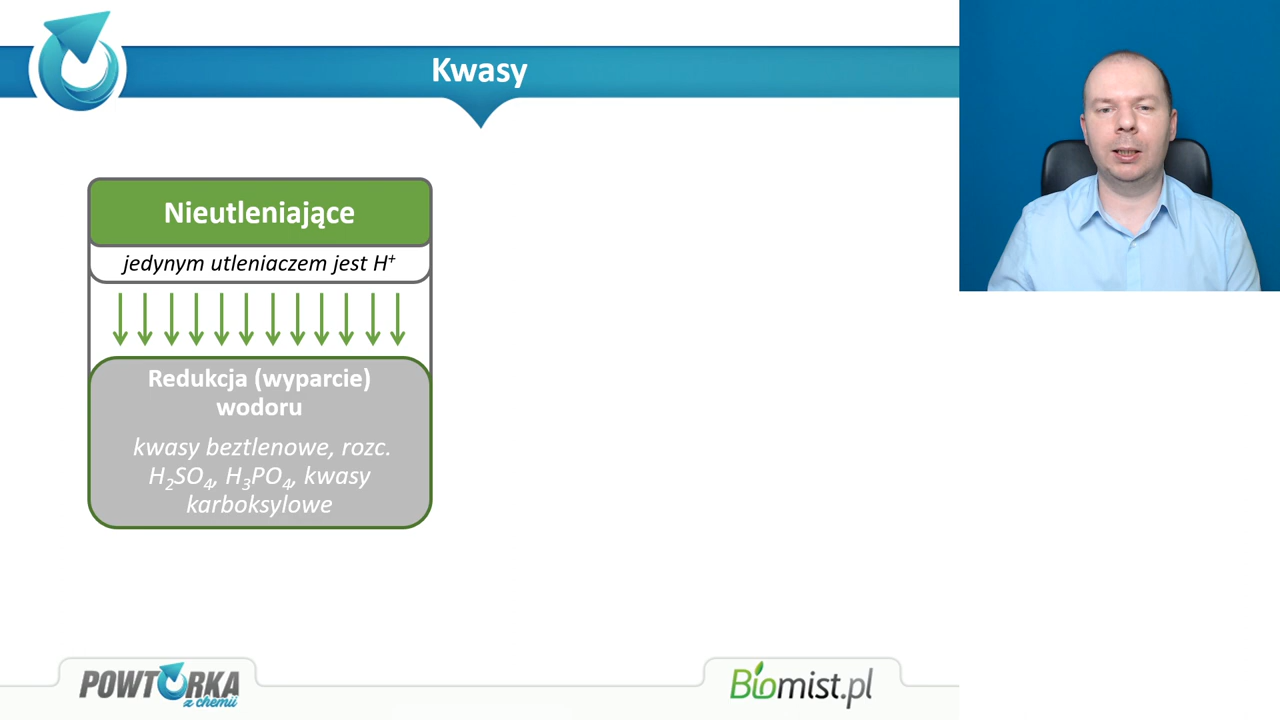 Kwasy
Nieutleniające
jedynym utleniaczem jest H⁺
Redukcja (wyparcie)
wodoru
kwasy beztlenowe, rozc.
H₂SO₄, H₃PO₄, kwasy
karboksylowe
POWTÓRKA
z chemii
Biomist.pl